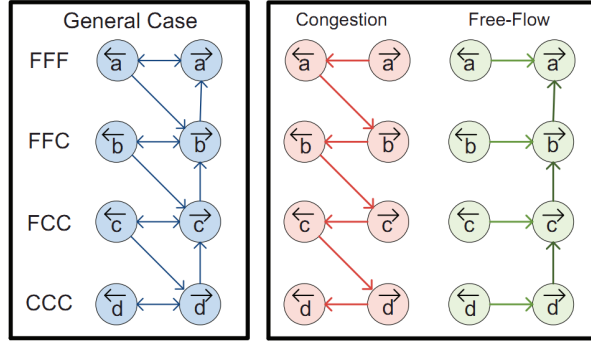 General Case
Congestion
Free-Flow
FFF
a a a a a a
FFC
b b b b b b
FCC
c c c c c c
CCC
d d d d d d